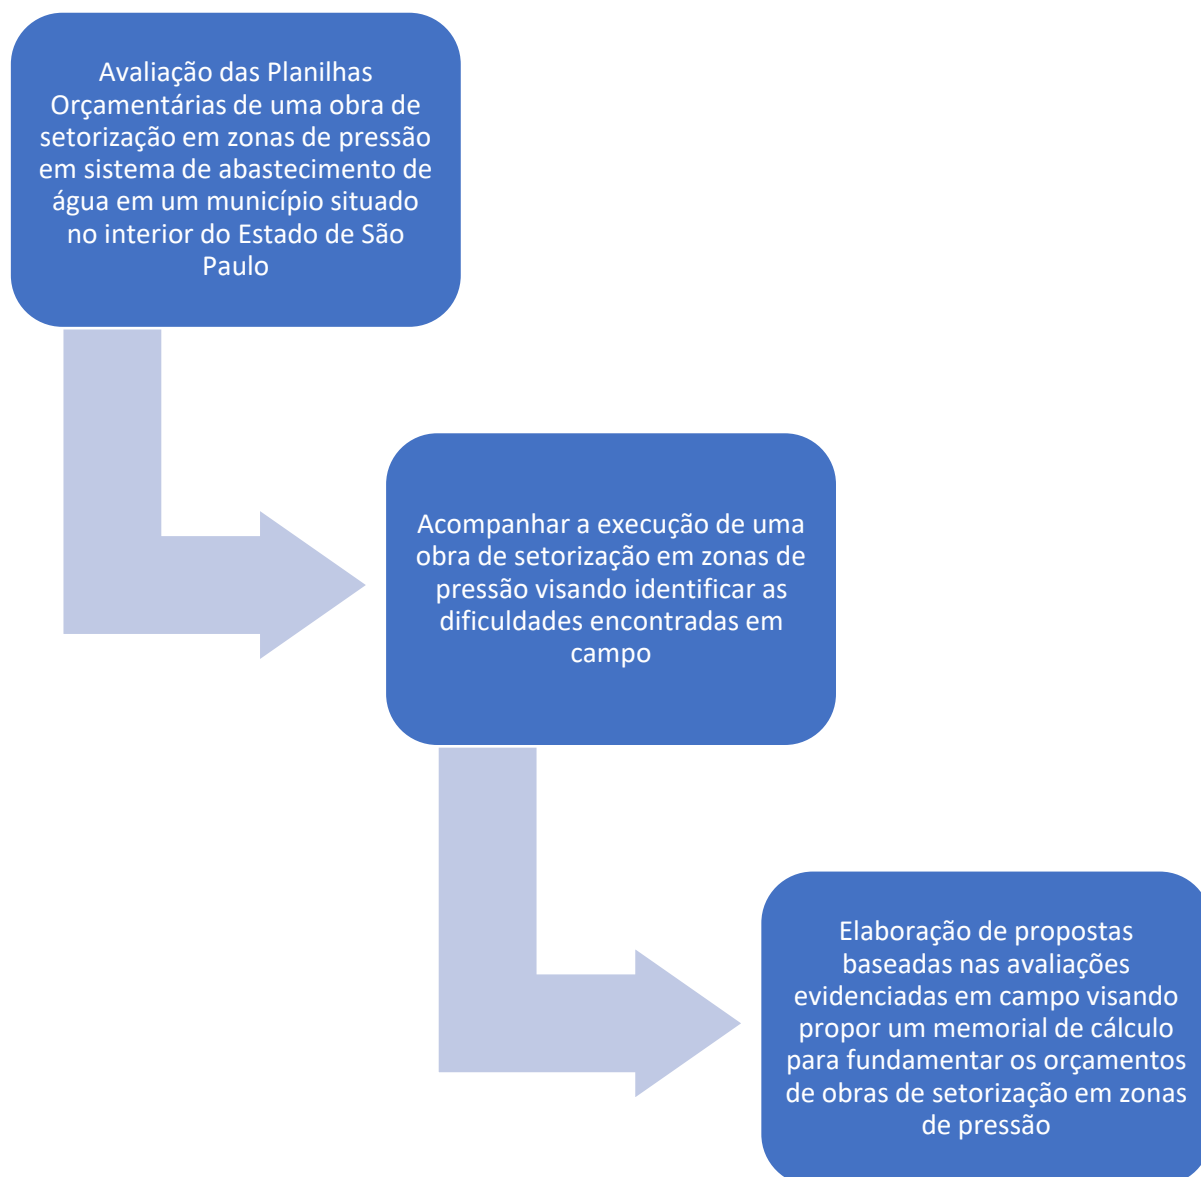 Avaliação das Planilhas
Orçamentárias de uma obra de
setorização em zonas de pressão
em sistema de abastecimento de
água em um município situado
no interior do Estado de São
Paulo
Acompanhar a execução de uma
obra de setorização em zonas de
pressão visando identificar as
dificuldades encontradas em
campo
Elaboração de propostas
baseadas nas avaliações
evidenciadas em campo visando
propor um memorial de cálculo
para fundamentar os orçamentos
de obras de setorização em zonas
de pressão